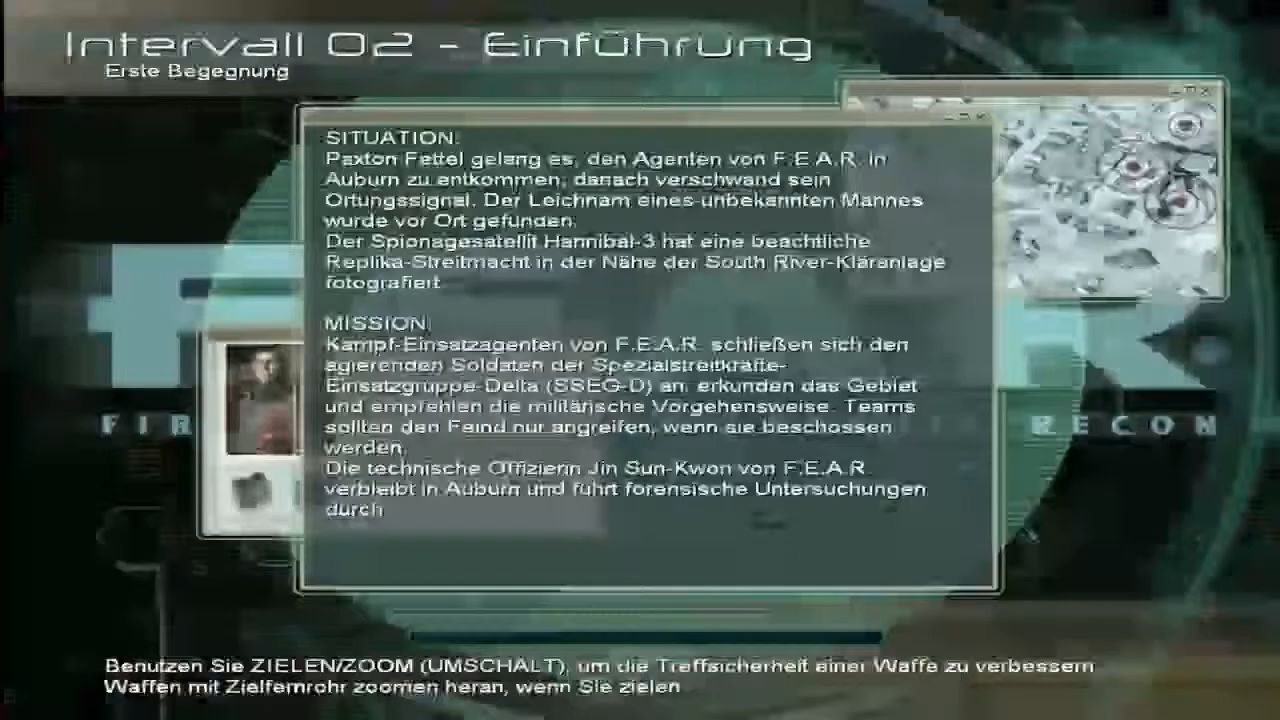 Intervall 02 - Einführung
Erste Begegnung
SITUATION:
Paxton Fettel gelang es, den Agenten von F.E.A.R. in
Auburn zu entkommen; danach verschwand sein
Ortungssignal. Der Leichnam eines unbekannten Mannes
wurde vor Ort gefunden.
Der Spionagesatellit Hannibal-3 hat eine beachtliche
Replika-Streitmacht in der Nähe der South River-Kläranlage
fotografiert.
MISSION:
Kampf-Einsatzagenten von F.E.A.R. schließen sich den
agierenden Soldaten der Spezialstreitkräfte-
Einsatzgruppe-Delta (SSEG-D) an, erkunden das Gebiet
und empfehlen die militärische Vorgehensweise. Teams
sollten den Feind nur angreifen, wenn sie beschossen
werden.
Die technische Offizierin Jin Sun-Kwon von F.E.A.R.
verbleibt in Auburn und führt forensische Untersuchungen
durch.
F R
FIR RECON
Benutzen Sie ZIELEN/ZOOM (UMSCHALT), um die Treffsicherheit einer Waffe zu verbessern.
Waffen mit Zielfernrohr zoomen heran, wenn Sie zielen.